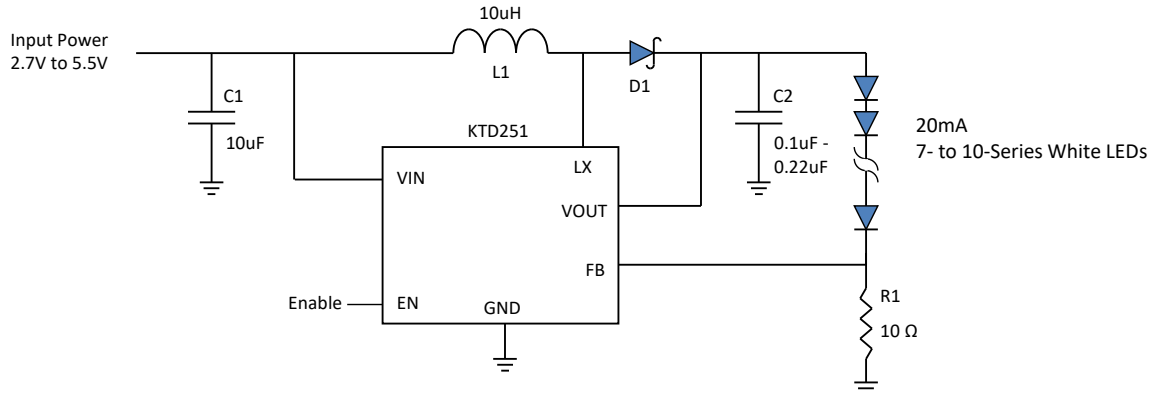 10uH
Input Power
2.7V to 5.5V
L1
D1
C1
10uF
C2
0.1uF -
0.22uF
20mA
7- to 10-Series White LEDs
KTD251
LX
VIN
VOUT
FB
Enable
EN
GND
R1
10 Ω